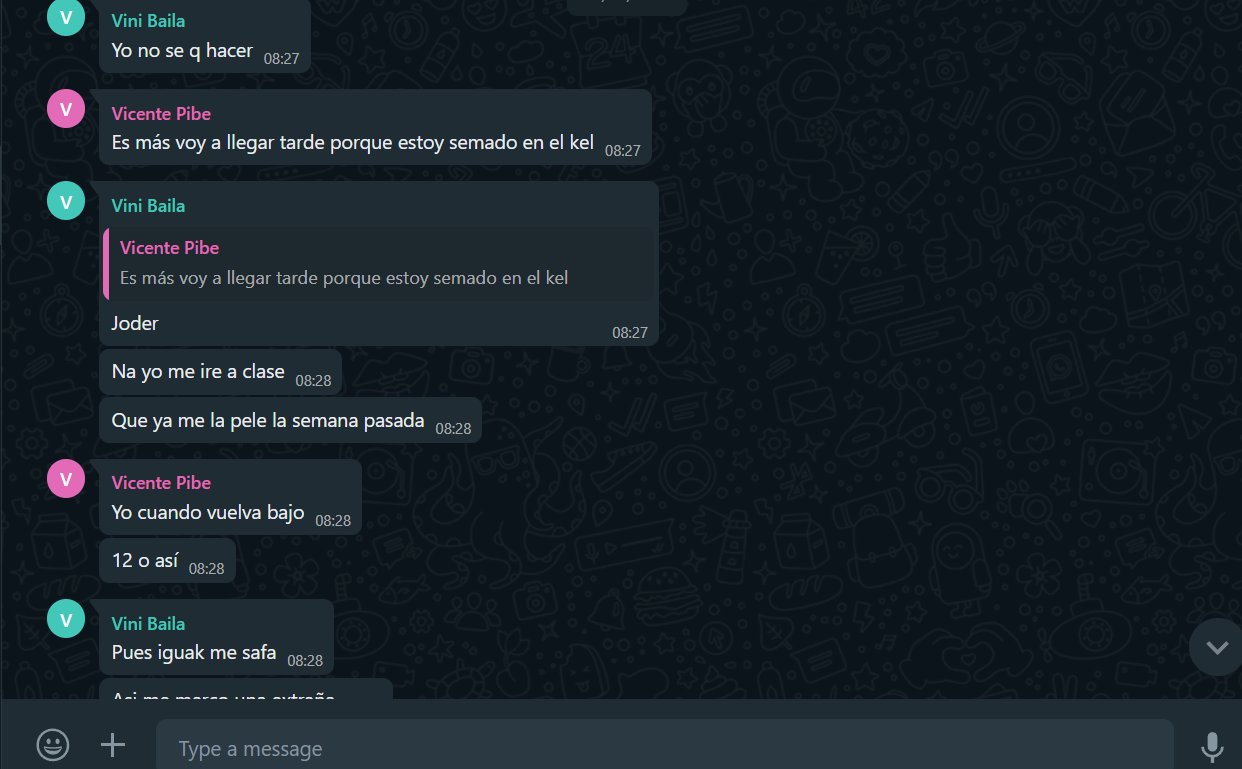 Vini Baila
Yo no se q hacer 08:27
Vicente Pibe
Es más voy a llegar tarde porque estoy semado en el kel 08:27
Vini Baila
Vicente Pibe
Es más voy a llegar tarde porque estoy semado en el kel
Joder 08:27
Na yo me ire a clase 08:28
Que ya me la pele la semana pasada 08:28
Vicente Pibe
Yo cuando vuelva bajo 08:28
12 o así 08:28
Vini Baila
Pues iguak me safa 08:28
Type a message